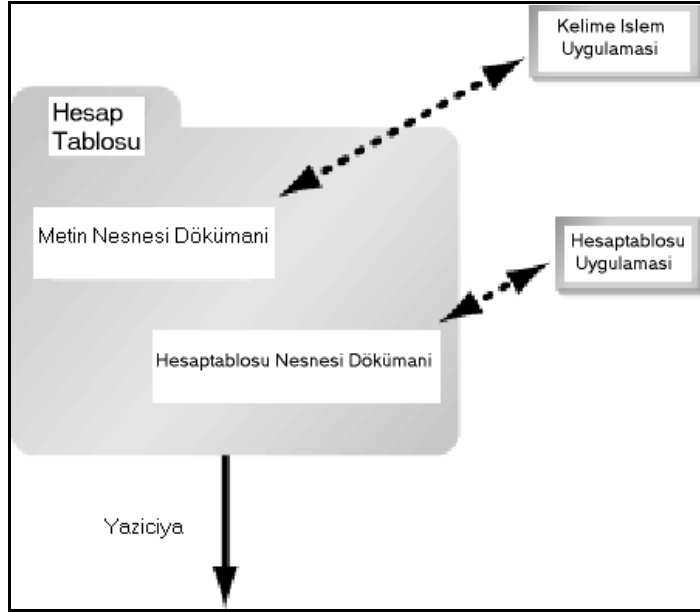 Kelime Islem
Uygulamasi
Hesap
Tablosu
Metin Nesnesi Dökümani
Hesaptablosu
Uygulamasi
Hesaptablosu Nesnesi Dökümani
Yaziciya